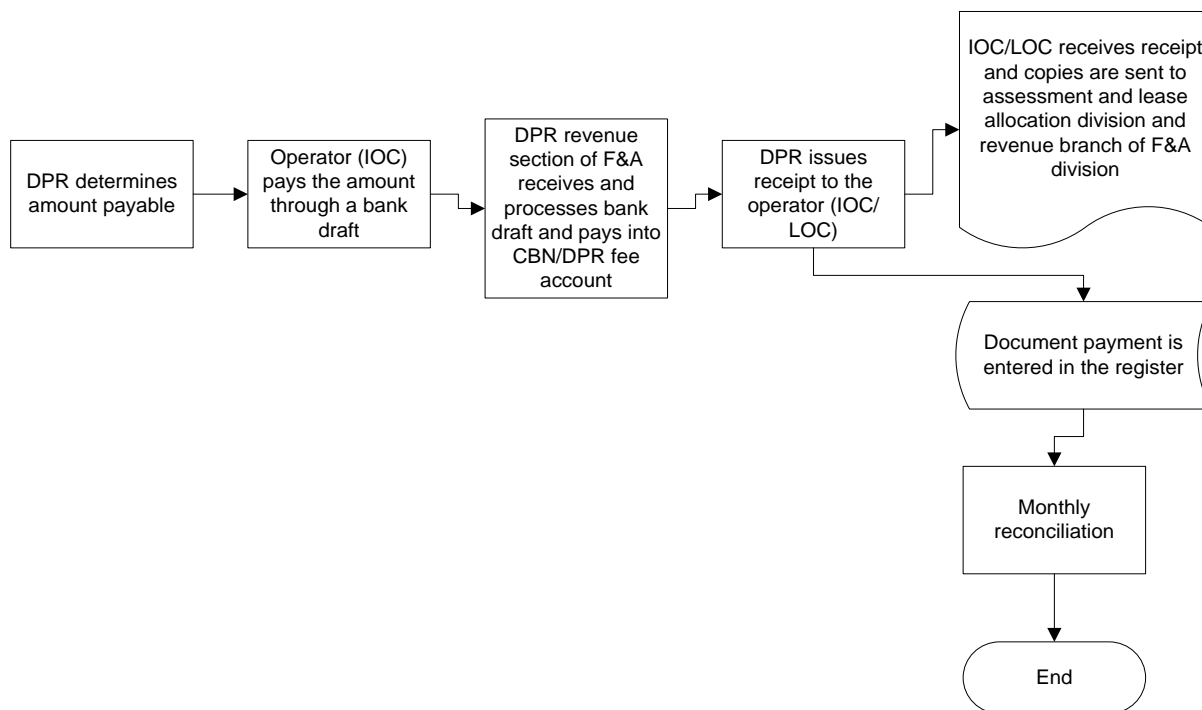 DPR determines
amount payable
Operator (IOC)
pays the amount
through a bank
draft
DPR revenue
section of F&A
receives and
processes bank
draft and pays into
CBN/DPR fee
account
DPR issues
receipt to the
operator (IOC/
LOC)
IOC/LOC receives receipt
and copies are sent to
assessment and lease
allocation division and
revenue branch of F&A
division
Document payment is
entered in the register
Monthly
reconciliation
End